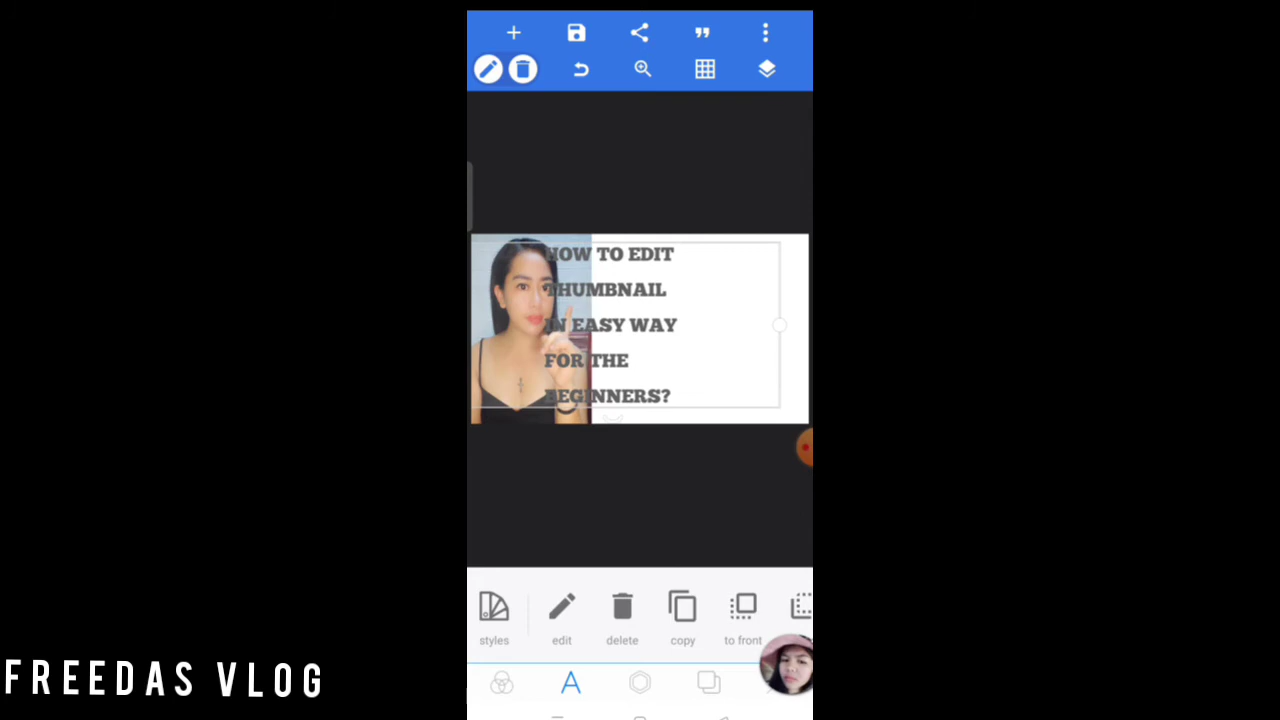 HOW TO EDIT
THUMBNAIL
IN EASY WAY
FOR THE
BEGINNERS?
styles
edit
delete
copy
to front
FREEDAS VLOG